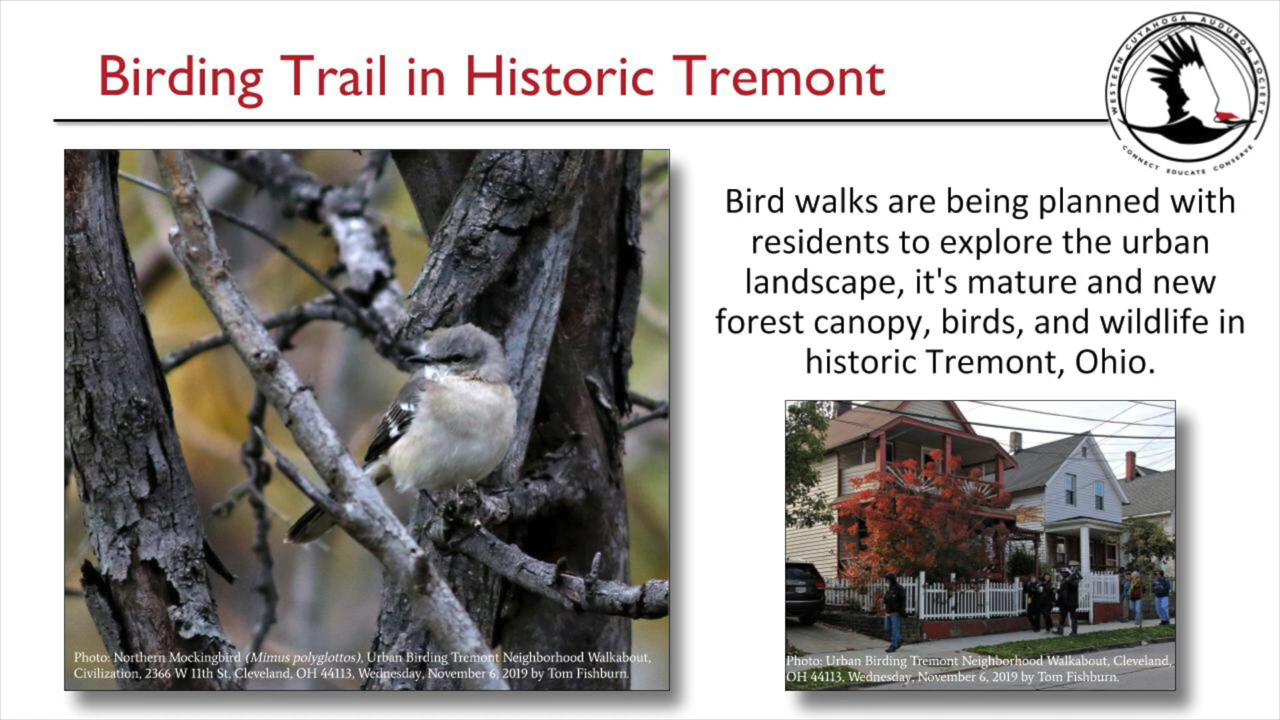 Birding Trail in Historic Tremont
WESTERN CUYAHOGA AUDUBON SOCIETY
CONNECT EDUCATE CONSERVE
Bird walks are being planned with
residents to explore the urban
landscape, it's mature and new
forest canopy, birds, and wildlife in
historic Tremont, Ohio.
Photo: Northern Mockingbird (Mimus polyglottos), Urban Birding Tremont Neighborhood Walkabout,
Civilization, 2366 W 11th St, Cleveland, OH 44113, Wednesday, November 6, 2019 by Tom Fishburn.
Photo: Urban Birding Tremont Neighborhood Walkabout, Cleveland,
OH 44113, Wednesday, November 6, 2019 by Tom Fishburn.